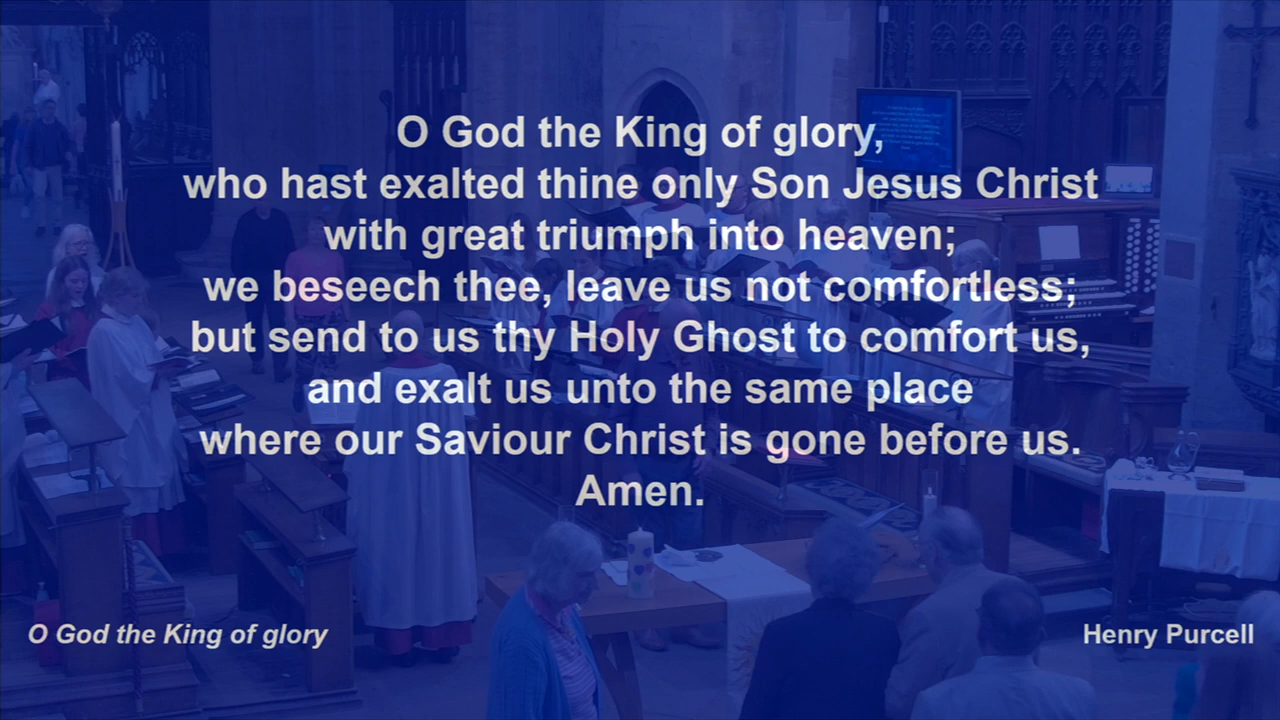 O God the King of glory,
who hast exalted thine only Son Jesus Christ
with great triumph into heaven;
we beseech thee, leave us not comfortless;
but send to us thy Holy Ghost to comfort us,
and exalt us unto the same place
where our Saviour Christ is gone before us.
Amen.
O God the King of glory
Henry Purcell